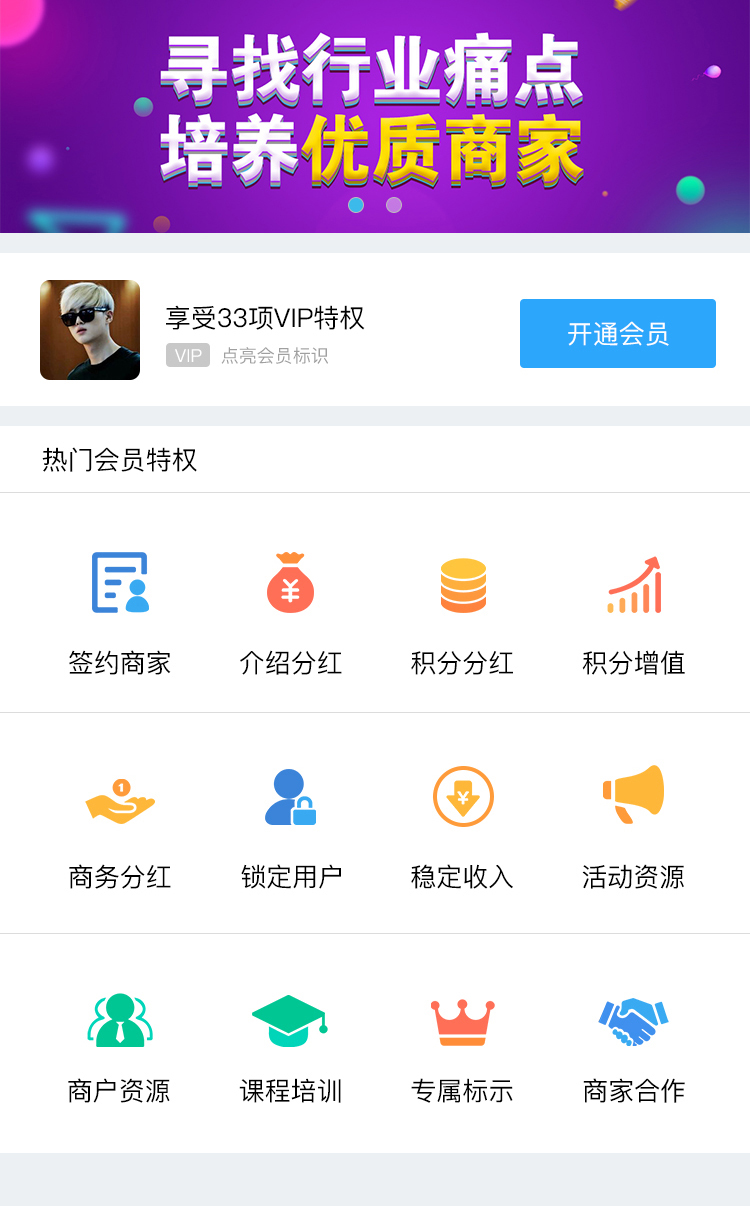 寻找行业痛点
培养优质商家
享受33项VIP特权
VIP 点亮会员标识
开通会员
热门会员特权
签约商家 介绍分红 积分分红 积分增值
商务分红 锁定用户 稳定收入 活动资源
商户资源 课程培训 专属标示 商家合作